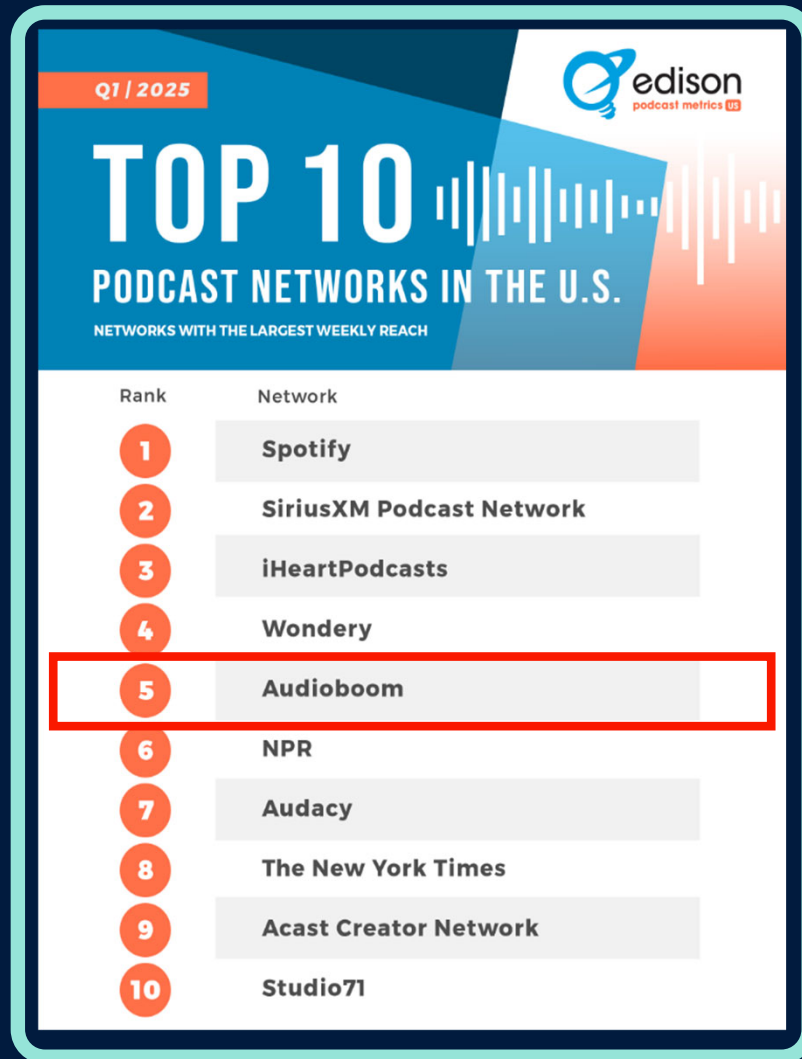 Q1 | 2025
edison
podcast metrics US
TOP 10
PODCAST NETWORKS IN THE U.S.
NETWORKS WITH THE LARGEST WEEKLY REACH
Rank Network
1 Spotify
2 SiriusXM Podcast Network
3 iHeartPodcasts
4 Wondery
5 Audioboom
6 NPR
7 Audacy
8 The New York Times
9 Acast Creator Network
10 Studio71